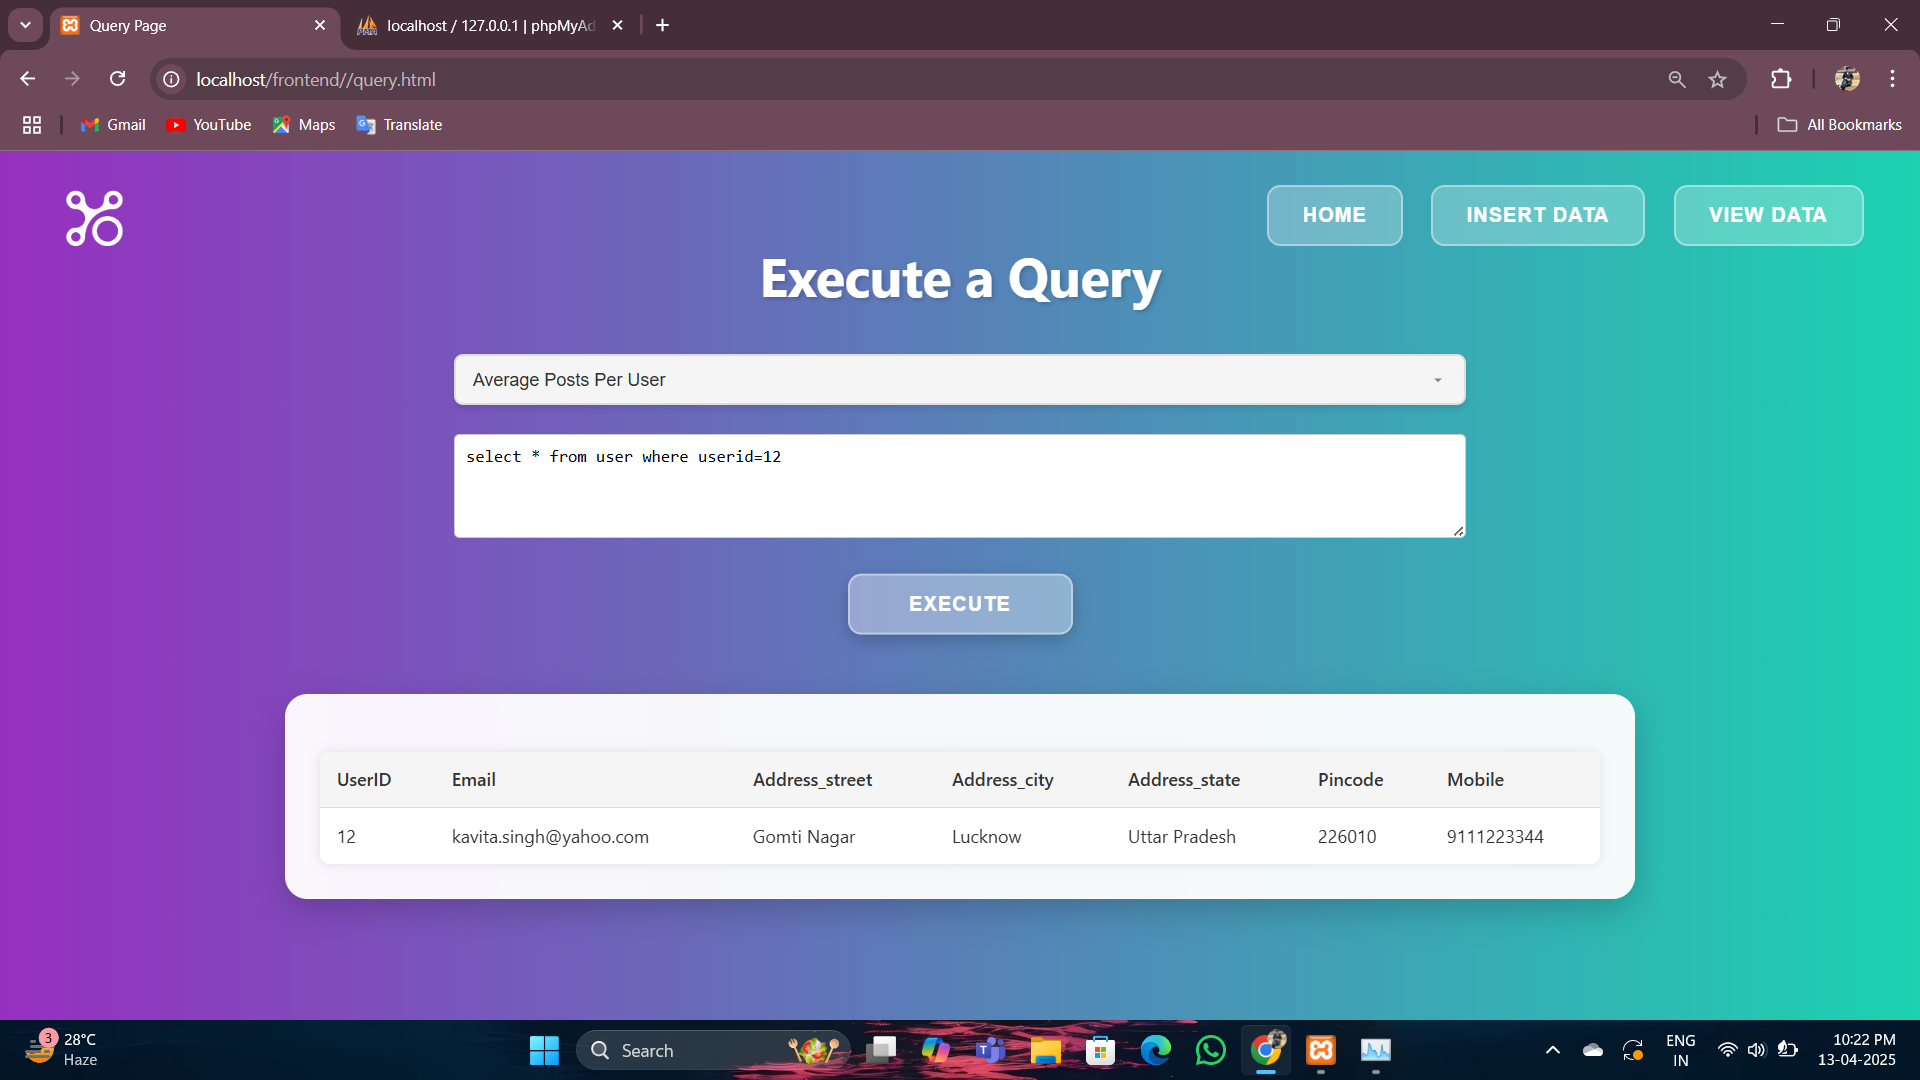 Query Page
localhost / 127.0.0.1 | phpMyAd
localhost/frontend//query.html
Gmail
YouTube
Maps
Translate
All Bookmarks
HOME
INSERT DATA
VIEW DATA
Execute a Query
Average Posts Per User
select * from user where userid=12
EXECUTE
UserID Email Address_street Address_city Address_state Pincode Mobile
12 kavita.singh@yahoo.com Gomti Nagar Lucknow Uttar Pradesh 226010 9111223344
3
28°C
Haze
Search
ENG
IN
10:22 PM
13-04-2025